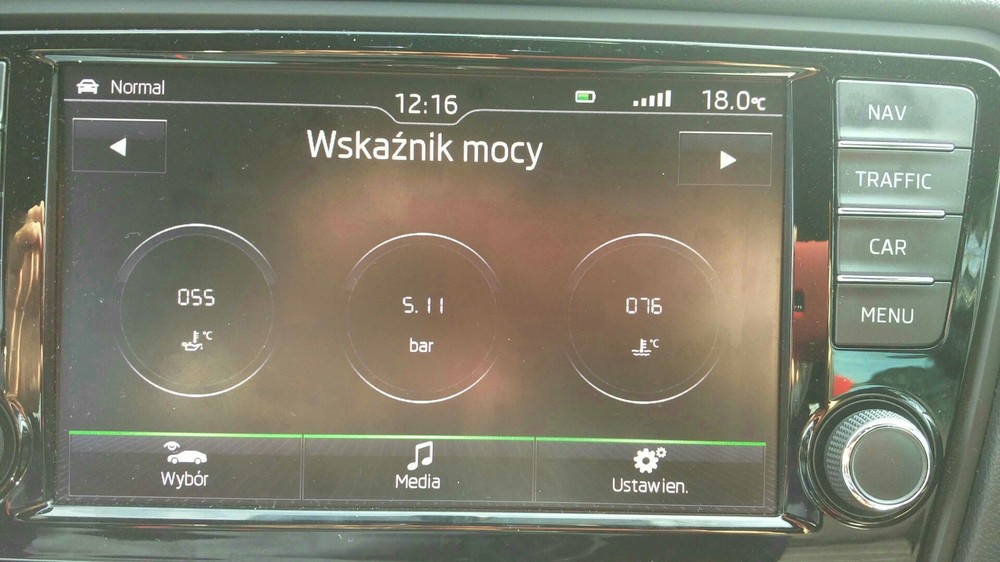 Normal
12:16
18.0°C
Wskaźnik mocy
055
°C
5.11
bar
076
°C
Wybór
Media
Ustawien.
NAV
TRAFFIC
CAR
MENU